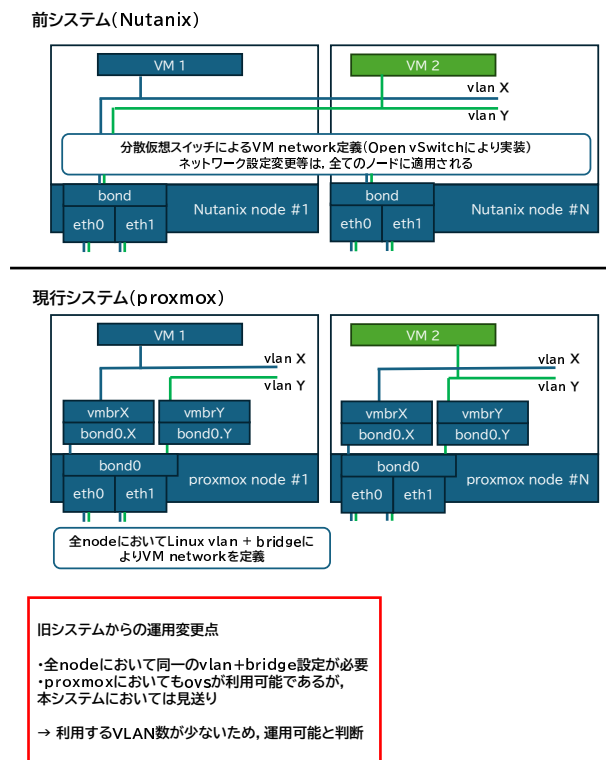 前システム(Nutanix)
VM 1
VM 2
vlan X
vlan Y
分散仮想スイッチによるVM network定義(Open vSwitchにより実装)
ネットワーク設定変更等は,全てのノードに適用される
bond
eth0
eth1
Nutanix node #1
bond
eth0
eth1
Nutanix node #N
現行システム(proxmox)
VM 1
vlan X
vlan Y
vmbrX
vmbrY
bond0.X
bond0.Y
bond0
eth0
eth1
proxmox node #1
VM 2
vlan X
vlan Y
vmbrX
vmbrY
bond0.X
bond0.Y
bond0
eth0
eth1
proxmox node #N
全nodeにおいてLinux vlan + bridgeに
よりVM networkを定義
旧システムからの運用変更点
・全nodeにおいて同一のvlan+bridge設定が必要
・proxmoxにおいてもovsが利用可能であるが,
本システムにおいては見送り
→ 利用するVLAN数が少ないため,運用可能と判断